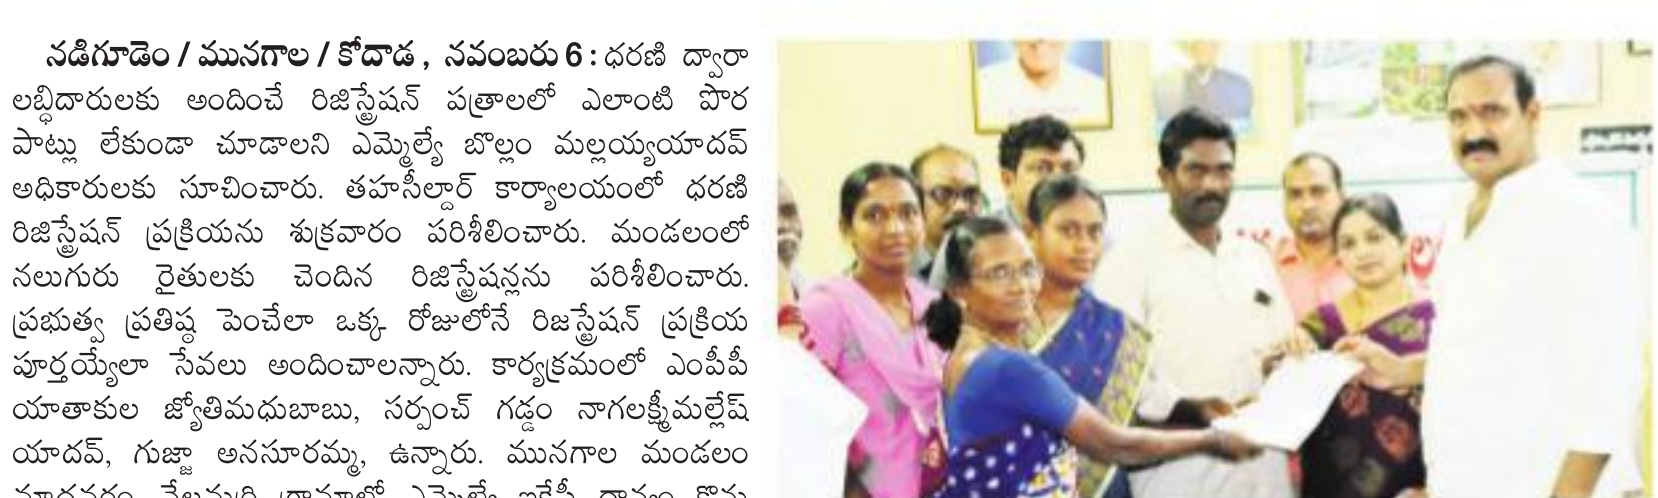 నడిగూడెం / మునగాల / కోదాడ , నవంబరు 6 : ధరణి ద్వారా
లబ్ధిదారులకు అందించే రిజిస్ట్రేషన్ పత్రాలలో ఎలాంటి పొర
పాట్లు లేకుండా చూడాలని ఎమ్మెల్యే బొల్లం మల్లయ్యయాదవ్
అధికారులకు సూచించారు. తహసీల్దార్ కార్యాలయంలో ధరణి
రిజిస్ట్రేషన్ ప్రక్రియను శుక్రవారం పరిశీలించారు. మండలంలో
నలుగురు రైతులకు చెందిన రిజిస్ట్రేషన్లను పరిశీలించారు.
ప్రభుత్వ ప్రతిష్ఠ పెంచేలా ఒక్క రోజులోనే రిజస్ట్రేషన్ ప్రక్రియ
పూర్తయ్యేలా సేవలు అందించాలన్నారు. కార్యక్రమంలో ఎంపీపీ
యాతాకుల జ్యోతిమధుబాబు, సర్పంచ్ గడ్డం నాగలక్ష్మీమల్లేష్
యాదవ్, గుజ్జా అనసూరమ్మ, ఉన్నారు. మునగాల మండలం